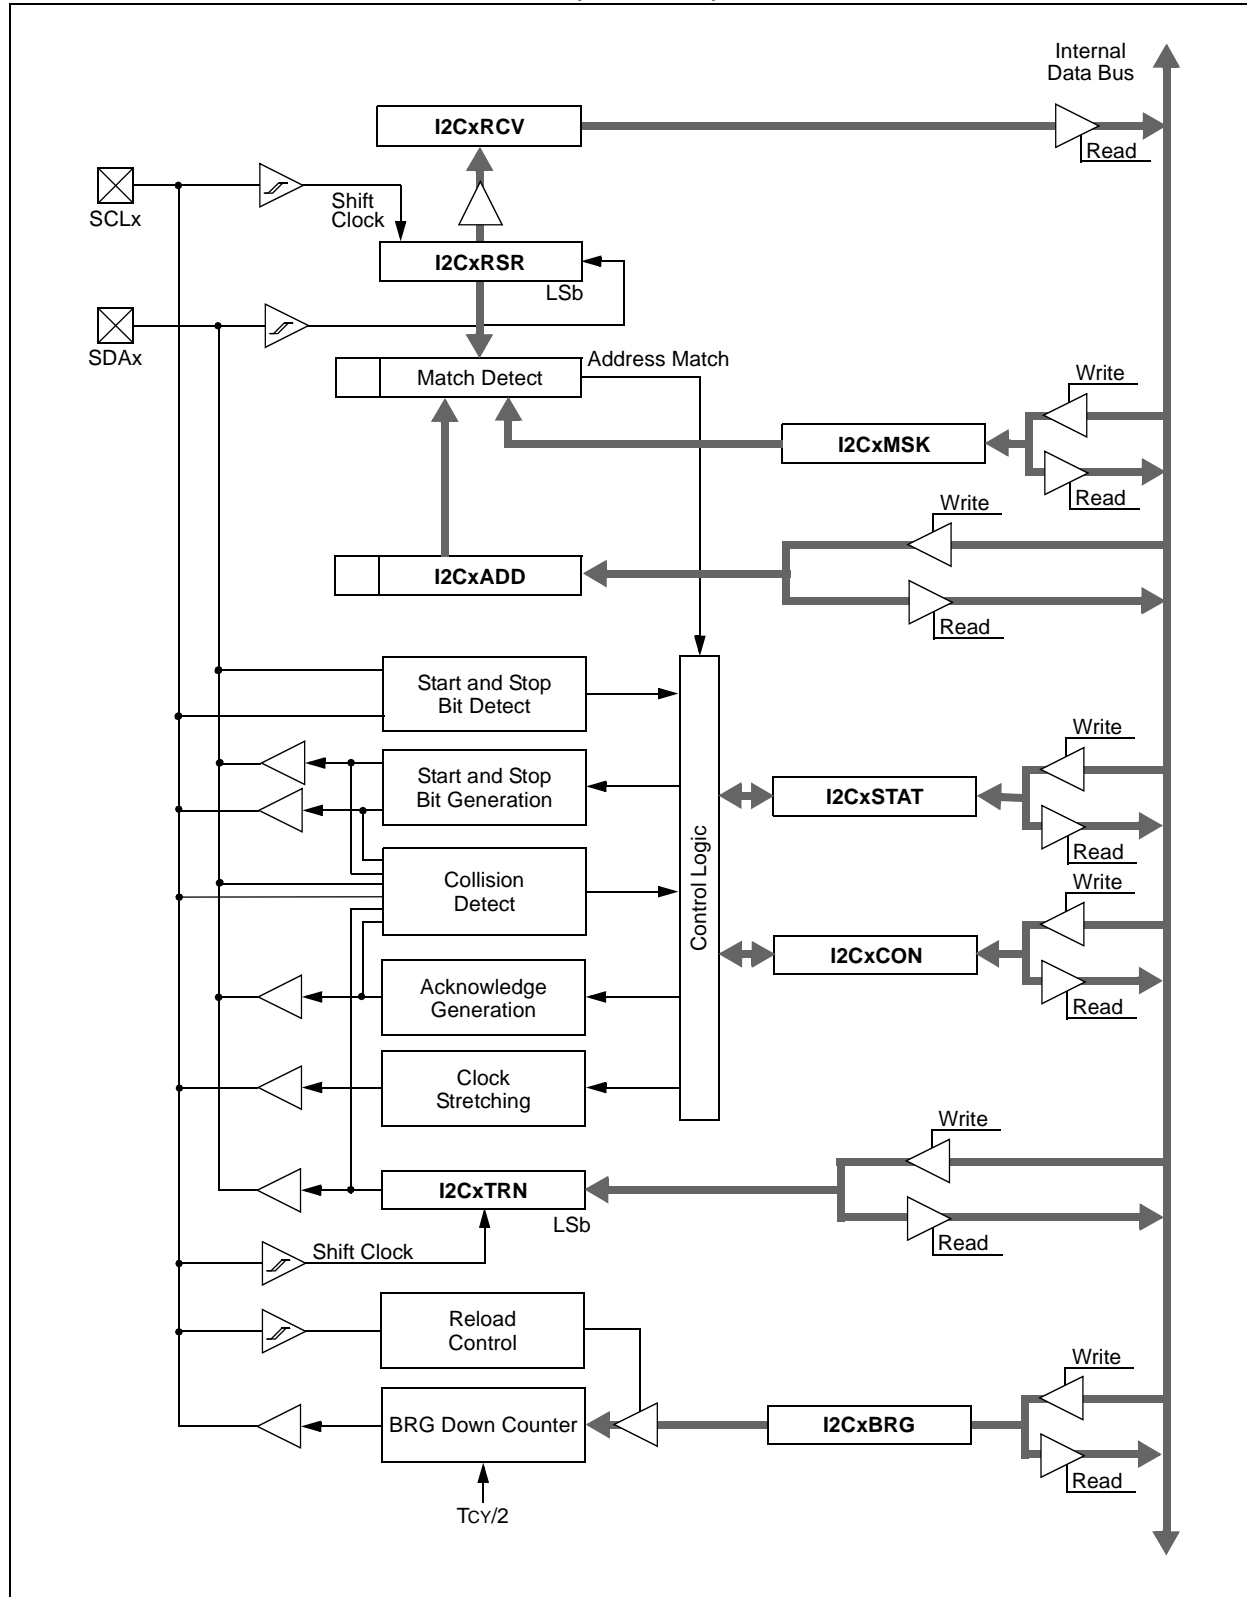 Internal
Data Bus
I2CxRCV
Read
SCLx
Shift
Clock
I2CxRSR
LSb
SDAx
Address Match
Match Detect
Write
I2CxMSK
Read
Write
I2CxADD
Read
Start and Stop
Bit Detect
Write
Start and Stop
Bit Generation
I2CxSTAT
Read
Control Logic
Collision
Detect
Write
I2CxCON
Acknowledge
Generation
Read
Clock
Stretching
Write
I2CxTRN
LSb
Read
Shift Clock
Reload
Control
Write
BRG Down Counter
I2CxBRG
Read
TCY/2